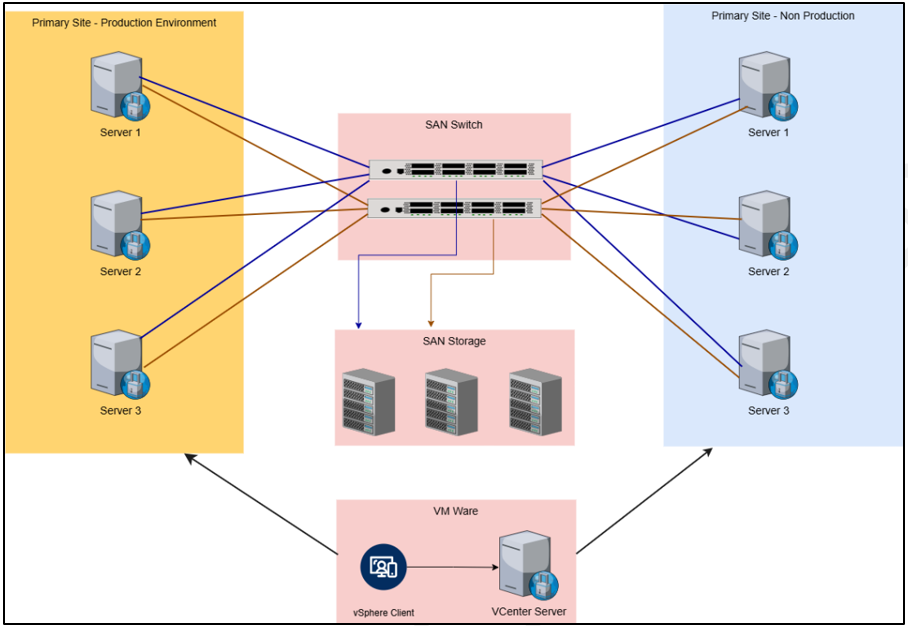 Primary Site - Production Environment
Server 1
Server 2
Server 3
SAN Switch
SAN Storage
Primary Site - Non Production
Server 1
Server 2
Server 3
VM Ware
vSphere Client
VCenter Server